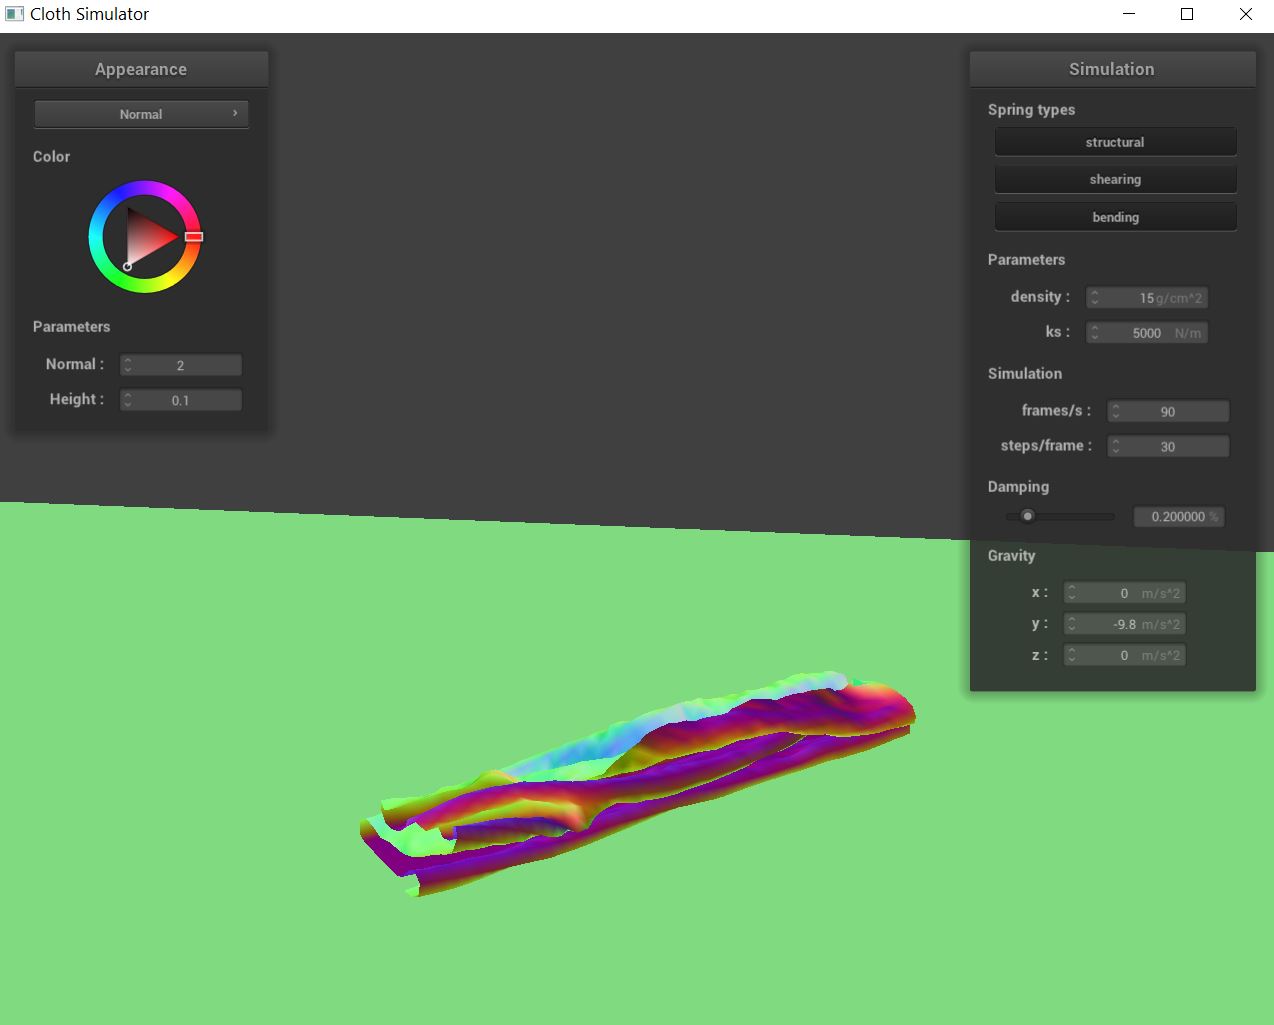 Cloth Simulator
Appearance
Normal
Color
Parameters
Normal : 2
Height : 0.1
Simulation
Spring types
structural
shearing
bending
Parameters
density : 15 g/cm^2
ks : 5000 N/m
Simulation
frames/s : 90
steps/frame : 30
Damping
0.200000 %
Gravity
x : 0 m/s^2
y : -9.8 m/s^2
z : 0 m/s^2